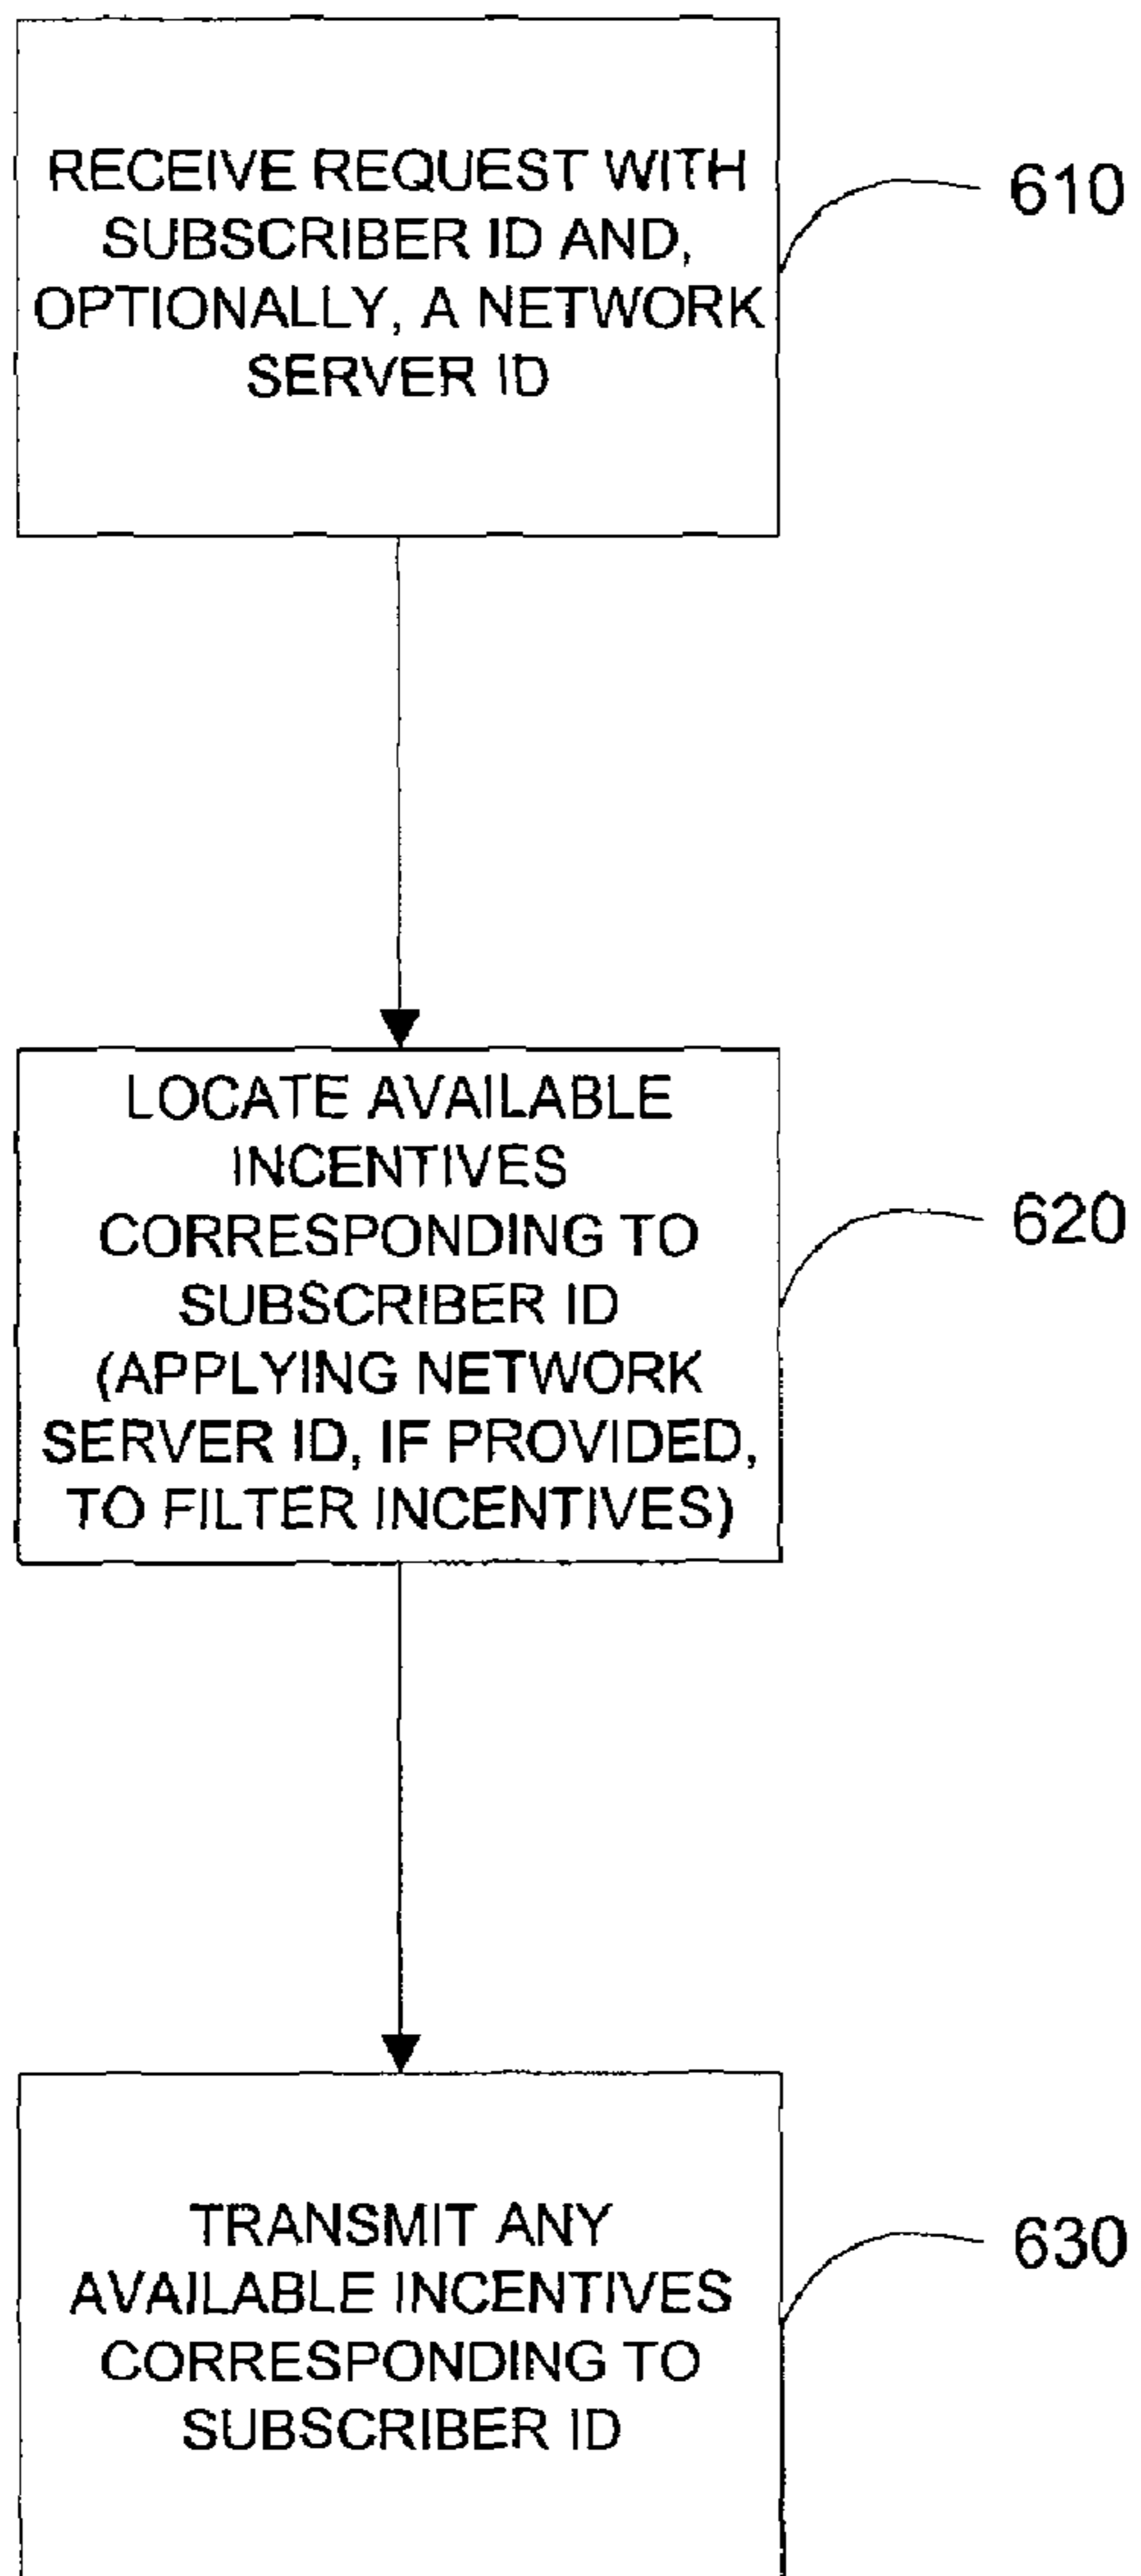 RECEIVE REQUEST WITH
SUBSCRIBER ID AND,
OPTIONALLY, A NETWORK
SERVER ID
610
LOCATE AVAILABLE
INCENTIVES
CORRESPONDING TO
SUBSCRIBER ID
(APPLYING NETWORK
SERVER ID, IF PROVIDED,
TO FILTER INCENTIVES)
620
TRANSMIT ANY
AVAILABLE INCENTIVES
CORRESPONDING TO
SUBSCRIBER ID
630